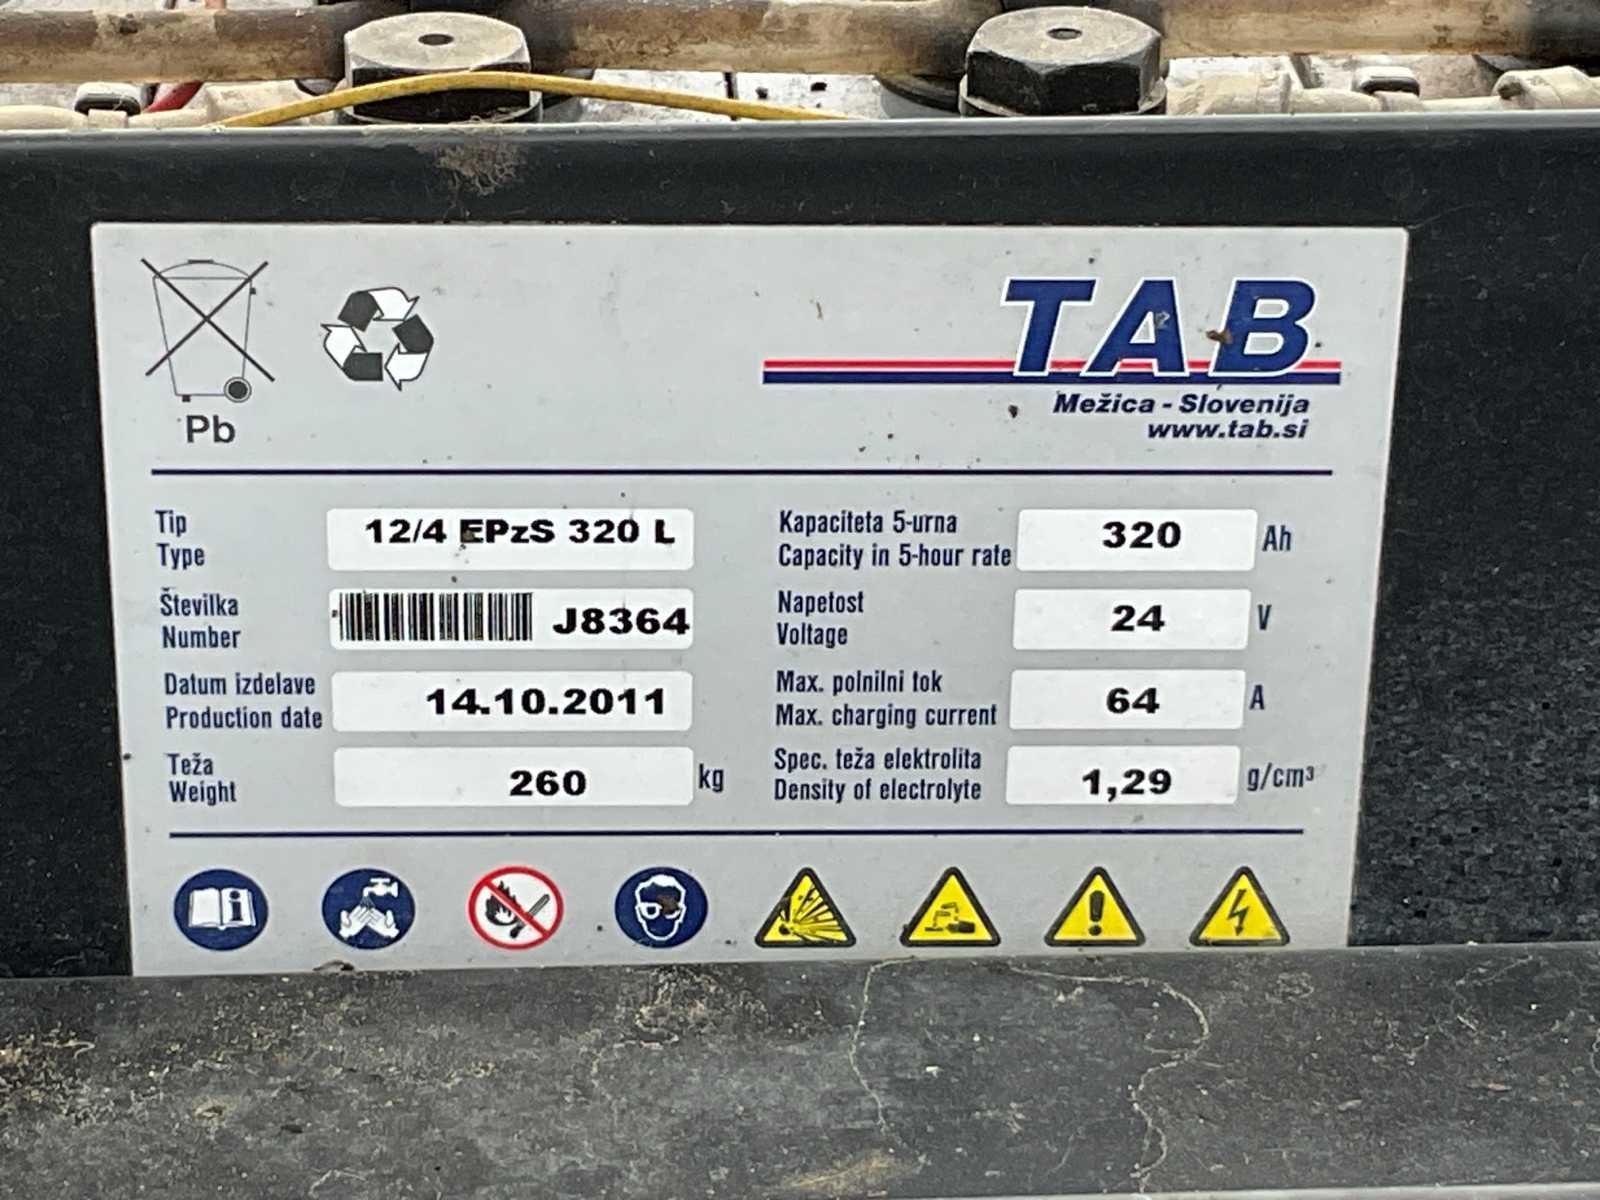 TAB
Mežica - Slovenija
www.tab.si
Pb
Tip
Type
12/4 EPzS 320 L
Številka
Number
J8364
Datum izdelave
Production date
14.10.2011
Teža
Weight
260 kg
Kapaciteta 5-urna
Capacity in 5-hour rate
320 Ah
Napetost
Voltage
24 V
Max. polnilni tok
Max. charging current
64 A
Spec. teža elektrolita
Density of electrolyte
1,29 g/cm³